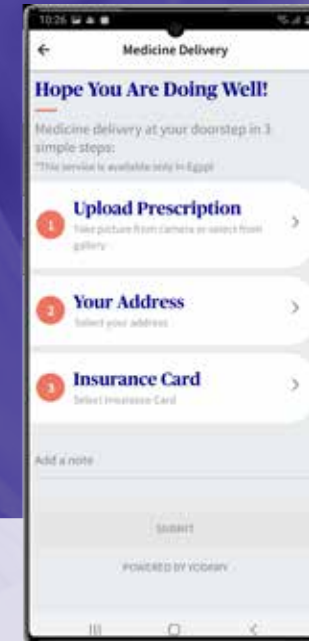 10:26
Medicine Delivery
Hope You Are Doing Well!
Medicine delivery at your doorstep in 3
simple steps:
*This service is available only in Egypt
1
Upload Prescription
Take picture from camera or select from
gallery
2
Your Address
Select your address
3
Insurance Card
Select Insurance Card
Add a note
SUBMIT
POWERED BY YODAWY